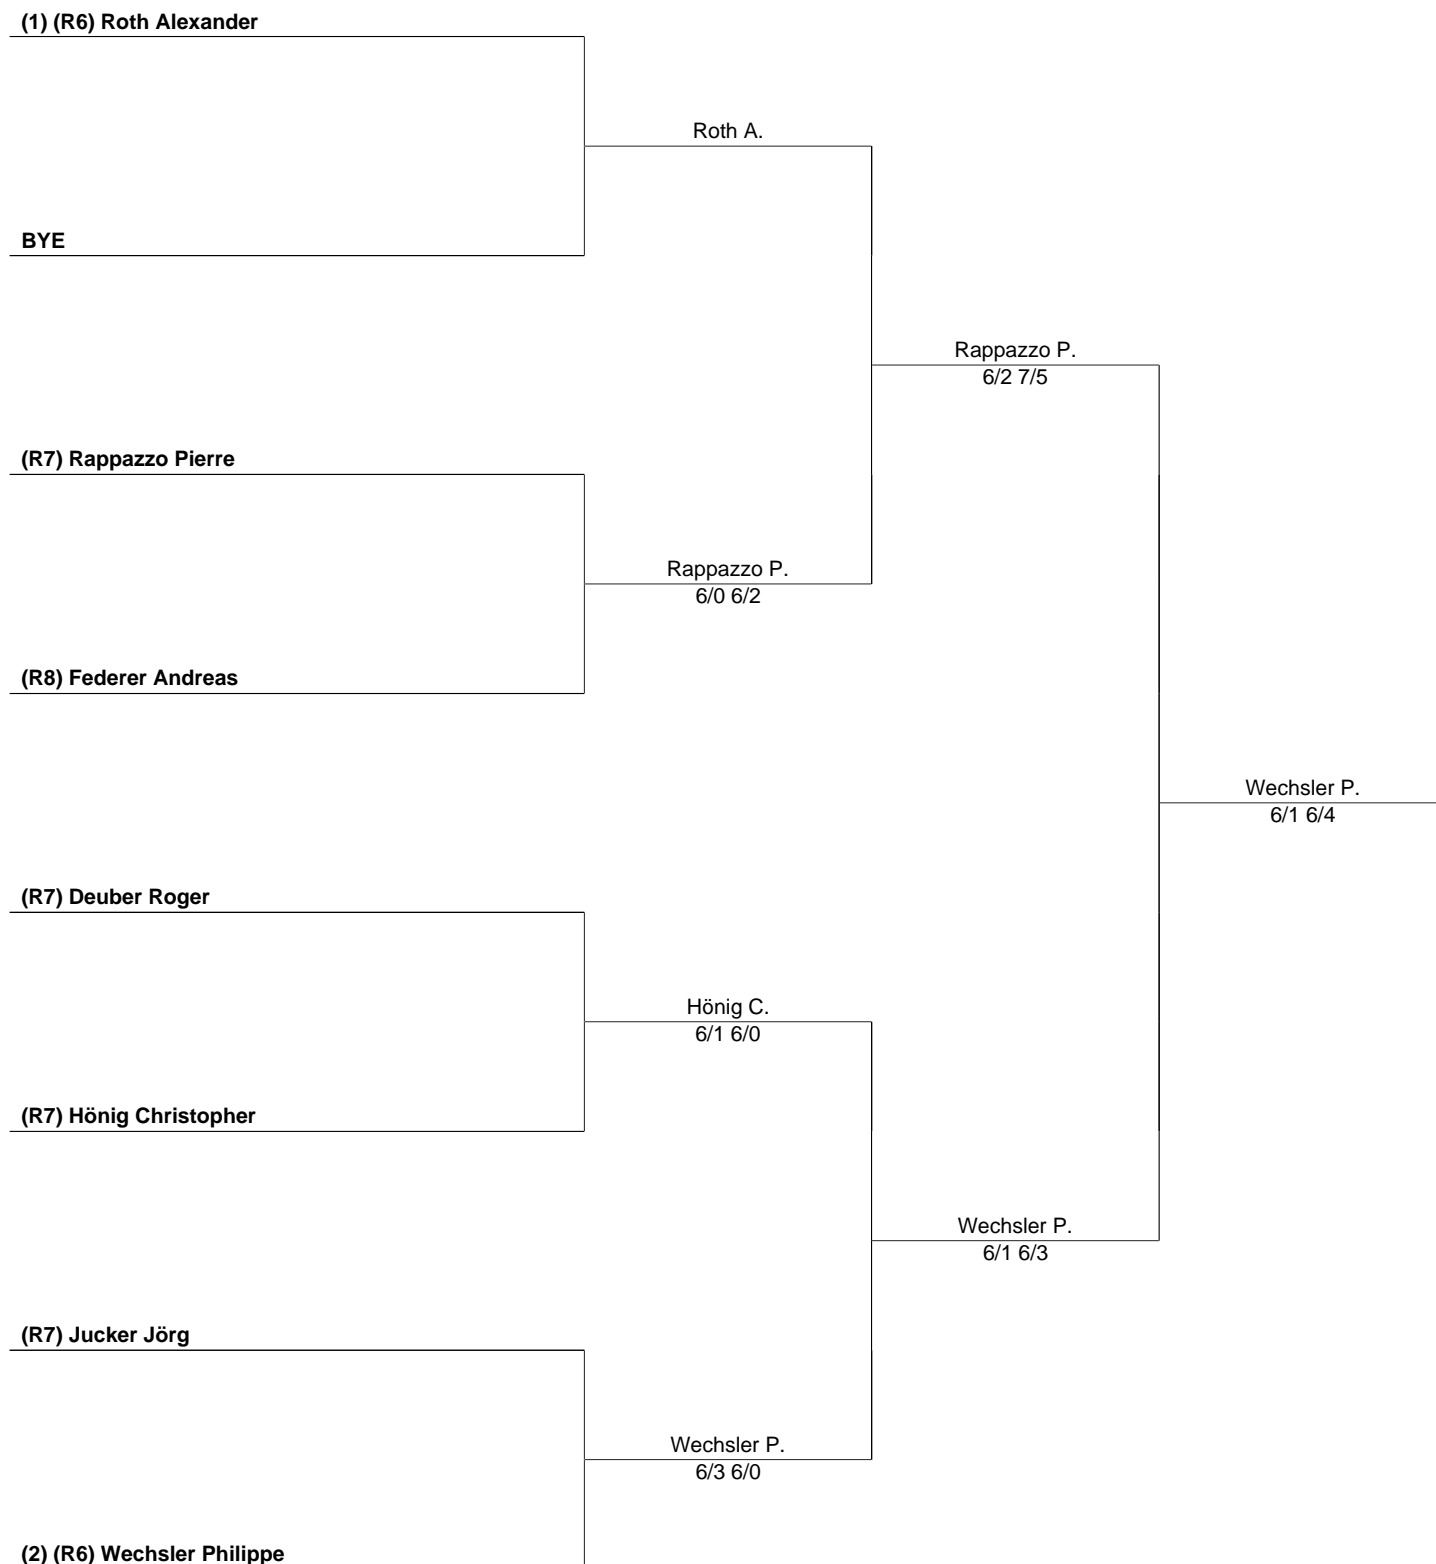 (1) (R6) Roth Alexander
Roth A.
BYE
Rappazzo P.
6/2 7/5
(R7) Rappazzo Pierre
Rappazzo P.
6/0 6/2
(R8) Federer Andreas
Wechsler P.
6/1 6/4
(R7) Deuber Roger
Hönig C.
6/1 6/0
(R7) Hönig Christopher
Wechsler P.
6/1 6/3
(R7) Jucker Jörg
Wechsler P.
6/3 6/0
(2) (R6) Wechsler Philippe